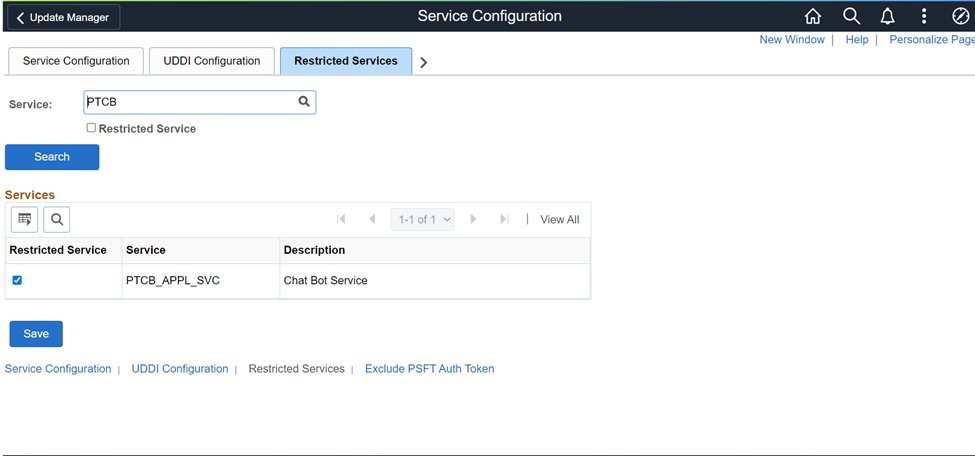 Update Manager
Service Configuration
New Window | Help | Personalize Page
Service Configuration
UDDI Configuration
Restricted Services
Service:
PTCB
Restricted Service
Search
Services
1-1 of 1
| View All
Restricted Service Service Description
PTCB_APPL_SVC Chat Bot Service
Save
Service Configuration | UDDI Configuration | Restricted Services | Exclude PSFT Auth Token